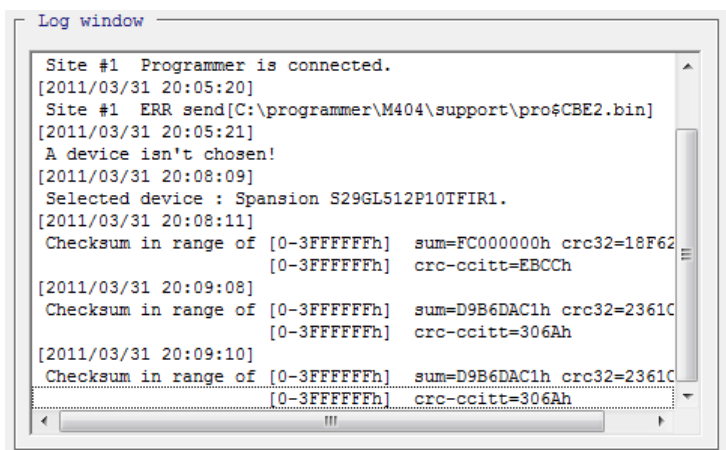 Log window
Site #1  Programmer is connected.
[2011/03/31 20:05:20]
Site #1  ERR send[C:\programmer\M404\support\pro$CBE2.bin]
[2011/03/31 20:05:21]
A device isn't chosen!
[2011/03/31 20:08:09]
Selected device : Spansion S29GL512P10TFIR1.
[2011/03/31 20:08:11]
Checksum in range of [0-3FFFFFFh]  sum=FC000000h crc32=18F62
[0-3FFFFFFh]  crc-ccitt=EBCCh
[2011/03/31 20:09:08]
Checksum in range of [0-3FFFFFFh]  sum=D9B6DAC1h crc32=2361C
[0-3FFFFFFh]  crc-ccitt=306Ah
[2011/03/31 20:09:10]
Checksum in range of [0-3FFFFFFh]  sum=D9B6DAC1h crc32=2361C
[0-3FFFFFFh]  crc-ccitt=306Ah